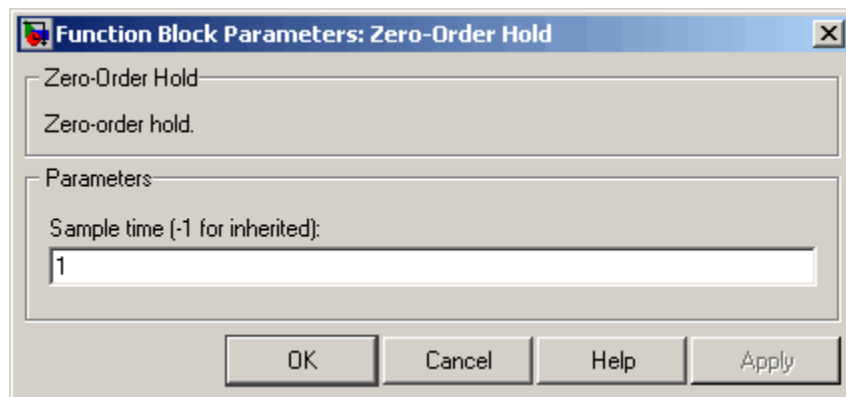 Function Block Parameters: Zero-Order Hold
Zero-Order Hold
Zero-order hold.
Parameters
Sample time (-1 for inherited):
1
OK Cancel Help Apply